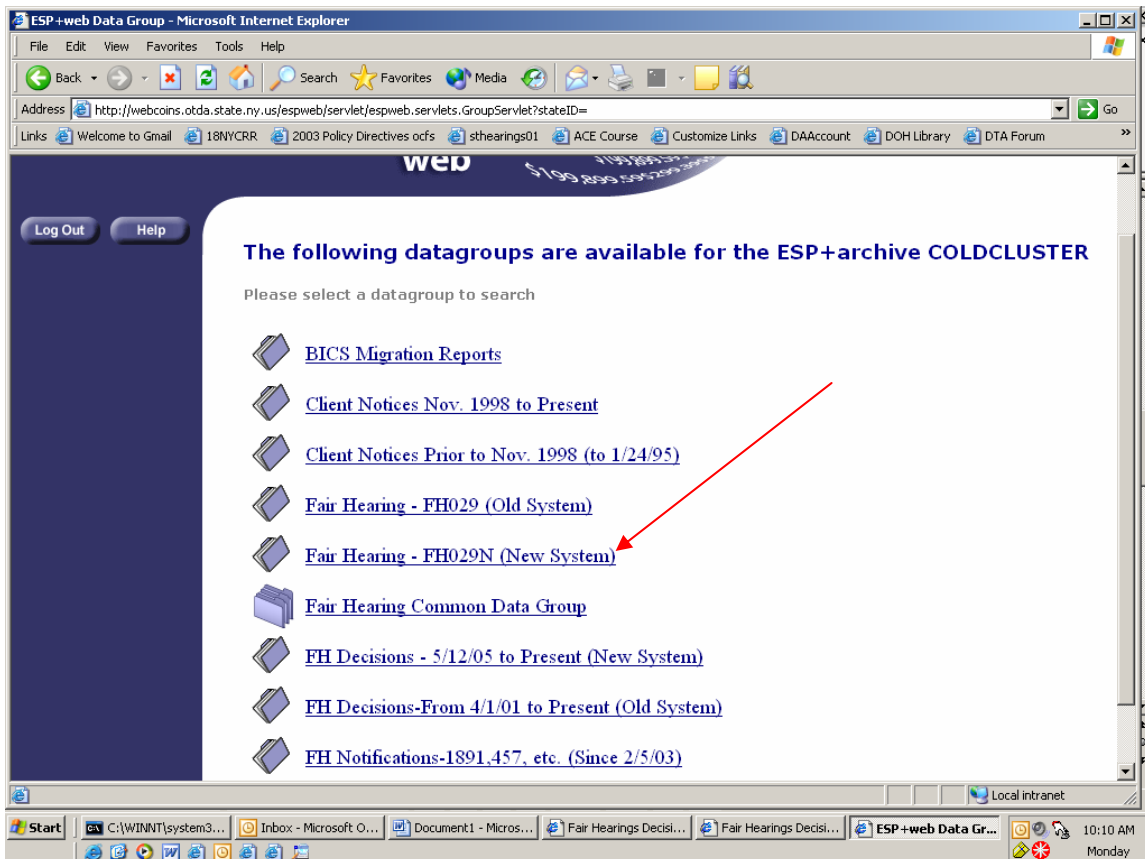 ESP+web Data Group - Microsoft Internet Explorer
File Edit View Favorites Tools Help
Back Search Favorites Media
Address http://webcoins.otda.state.ny.us/espweb/servlet/espweb.servlets.GroupServlet?stateID= Go
Links Welcome to Gmail 18NYCRR 2003 Policy Directives ocfs sthearings01 ACE Course Customize Links DAAccount DOH Library DTA Forum »
web
Log Out Help
The following datagroups are available for the ESP+archive COLDCLUSTER
Please select a datagroup to search
BICS Migration Reports
Client Notices Nov. 1998 to Present
Client Notices Prior to Nov. 1998 (to 1/24/95)
Fair Hearing - FH029 (Old System)
Fair Hearing - FH029N (New System)
Fair Hearing Common Data Group
FH Decisions - 5/12/05 to Present (New System)
FH Decisions-From 4/1/01 to Present (Old System)
FH Notifications-1891,457, etc. (Since 2/5/03)
Local intranet
Start C:\WINNT\system3... Inbox - Microsoft O... Document1 - Micros... Fair Hearings Decisi... Fair Hearings Decisi... ESP+web Data Gr... 10:10 AM
Monday